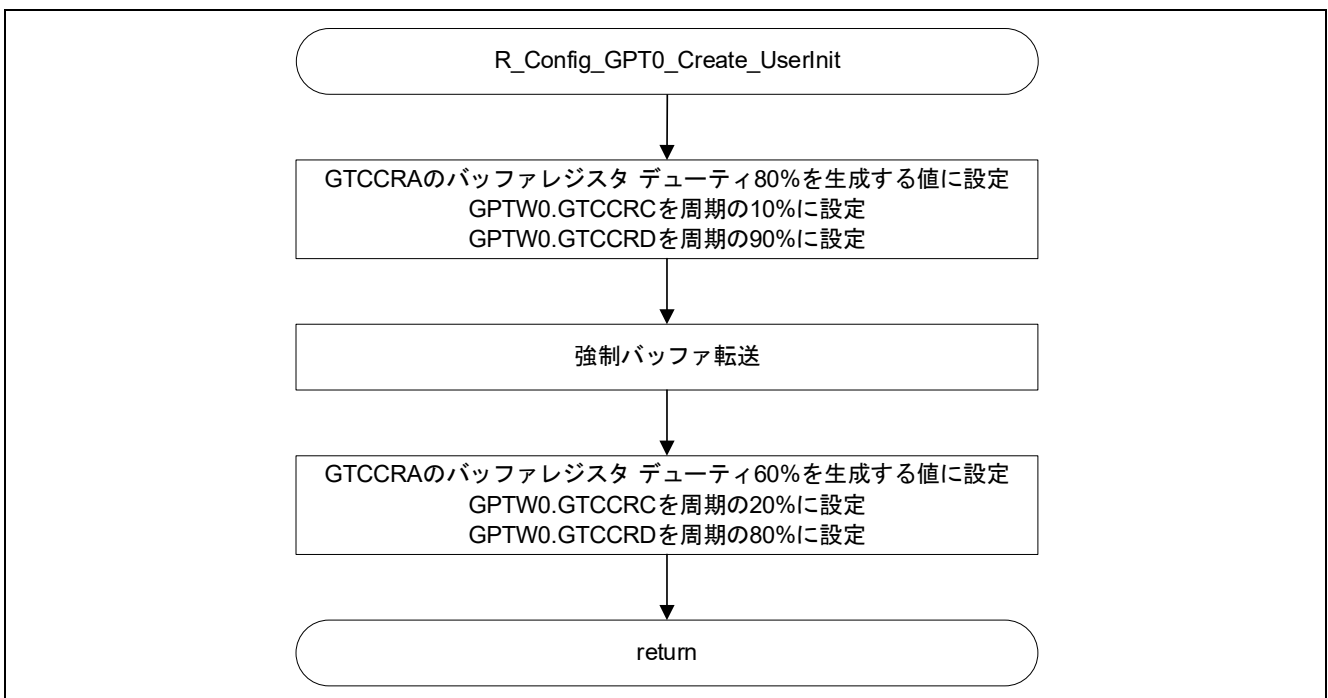 R_Config_GPT0_Create_UserInit
GTCCRAのバッファレジスタ デューティ80%を生成する値に設定
GPTW0.GTCCRCを周期の10%に設定
GPTW0.GTCCRDを周期の90%に設定
強制バッファ転送
GTCCRAのバッファレジスタ デューティ60%を生成する値に設定
GPTW0.GTCCRCを周期の20%に設定
GPTW0.GTCCRDを周期の80%に設定
return